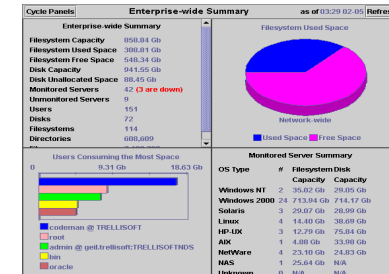 Cycle Panels Enterprise-wide Summary as of 03:29 02-05 Refres
Enterprise-wide Summary
Filesystem Capacity 858.04 Gb
Filesystem Used Space 308.81 Gb
Filesystem Free Space 548.34 Gb
Disk Capacity 941.55 Gb
Disk Unallocated Space 88.45 Gb
Monitored Servers 42 (3 are down)
Unmonitored Servers 9
Users 151
Disks 72
Filesystems 114
Directories 608,609
Filesystem Used Space
Network-wide
Used Space Free Space
Users Consuming the Most Space
0 9.31 Gb 18.63 Gb
codeman @ TRELLISOFT
root
admin @ geil.trellisoft:TRELLISOFTNDS
bin
oracle
Monitored Server Summary
OS Type # Filesystem Disk
Capacity Capacity
Windows NT 2 35.02 Gb 29.05 Gb
Windows 2000 24 713.94 Gb 714.17 Gb
Solaris 3 29.07 Gb 28.99 Gb
Linux 4 14.40 Gb 38.69 Gb
HP-UX 3 12.79 Gb 75.84 Gb
AIX 1 4.88 Gb 33.98 Gb
NetWare 4 23.10 Gb 24.83 Gb
NAS 1 25.64 Gb N/A
Unknown 0 N/A N/A